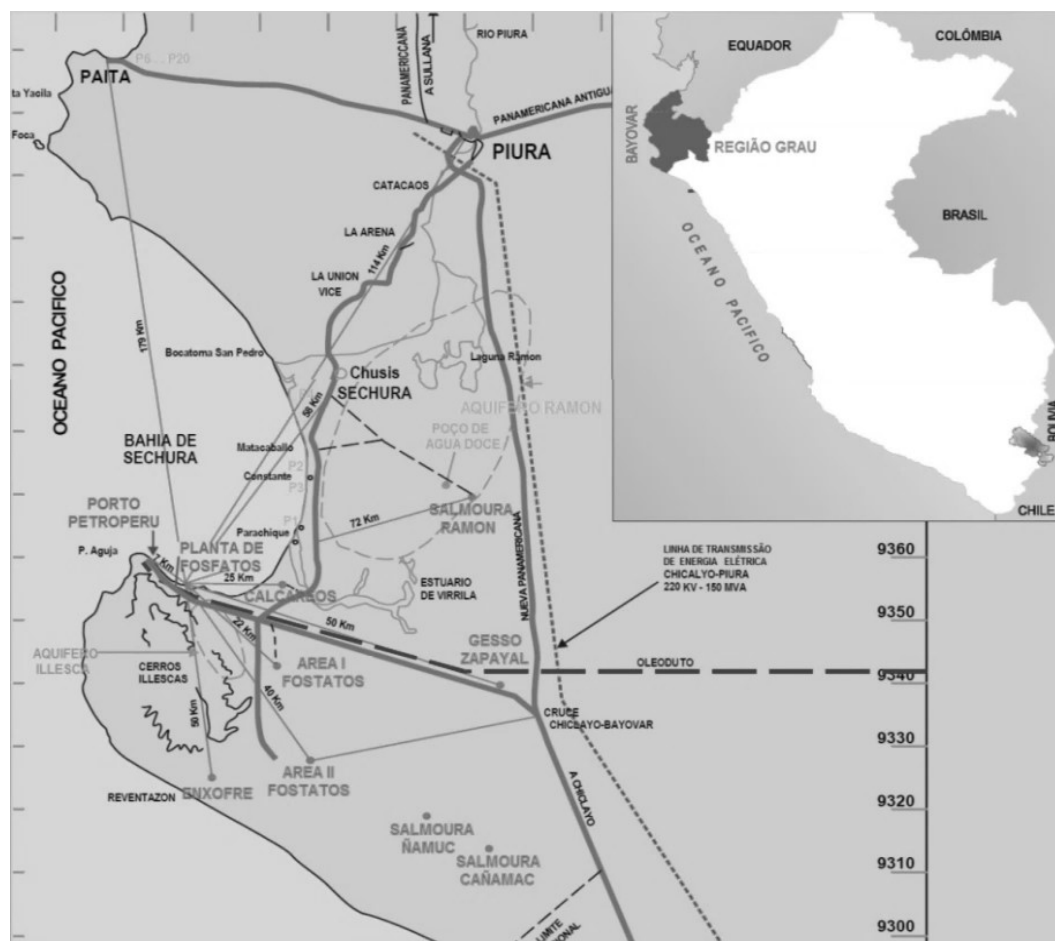 RIO PIURA
P6 ... P20
PAITA
ta Yacila
Foca
PANAMERICCANA
A SULLANA
PANAMERICANA ANTIGUA
PIURA
CATACAOS
LA ARENA
114 Km
LA UNION
VICE
OCEANO PACIFICO
179 Km
Bocatoma San Pedro
Laguna Ramon
Chusis
SECHURA
58 Km
AQUIFERO RAMON
POÇO DE
AGUA DOCE
BAHIA DE
SECHURA
Matacaballo
P2
Constante
P3
PORTO
PETROPERU
P1
Parachique
72 Km
SALMOURA
RAMON
P. Aguja
PLANTA DE
FOSFATOS
25 Km
CALCAREOS
ESTUARIO
DE VIRRILA
NUEVA PANAMERICANA
LINHA DE TRANSMISSÃO
DE ENERGIA ELÉTRICA
CHICALYO-PIURA
220 KV - 150 MVA
22 Km
50 Km
GESSO
ZAPAYAL
OLEODUTO
AQUIFERO
ILLESCA
CERROS
ILLESCAS
AREA I
FOSTATOS
40 Km
50 Km
CRUCE
CHICLAYO-BAYOVAR
AREA II
FOSTATOS
REVENTAZON
ENXOFRE
A CHICLAYO
SALMOURA
ÑAMUC
SALMOURA
CAÑAMAC
LIMITE
9360
9350
9340
9330
9320
9310
9300
EQUADOR
COLÔMBIA
BAYOVAR
REGIÃO GRAU
BRASIL
OCEANO PACIFICO
BOLIVIA
CHILE